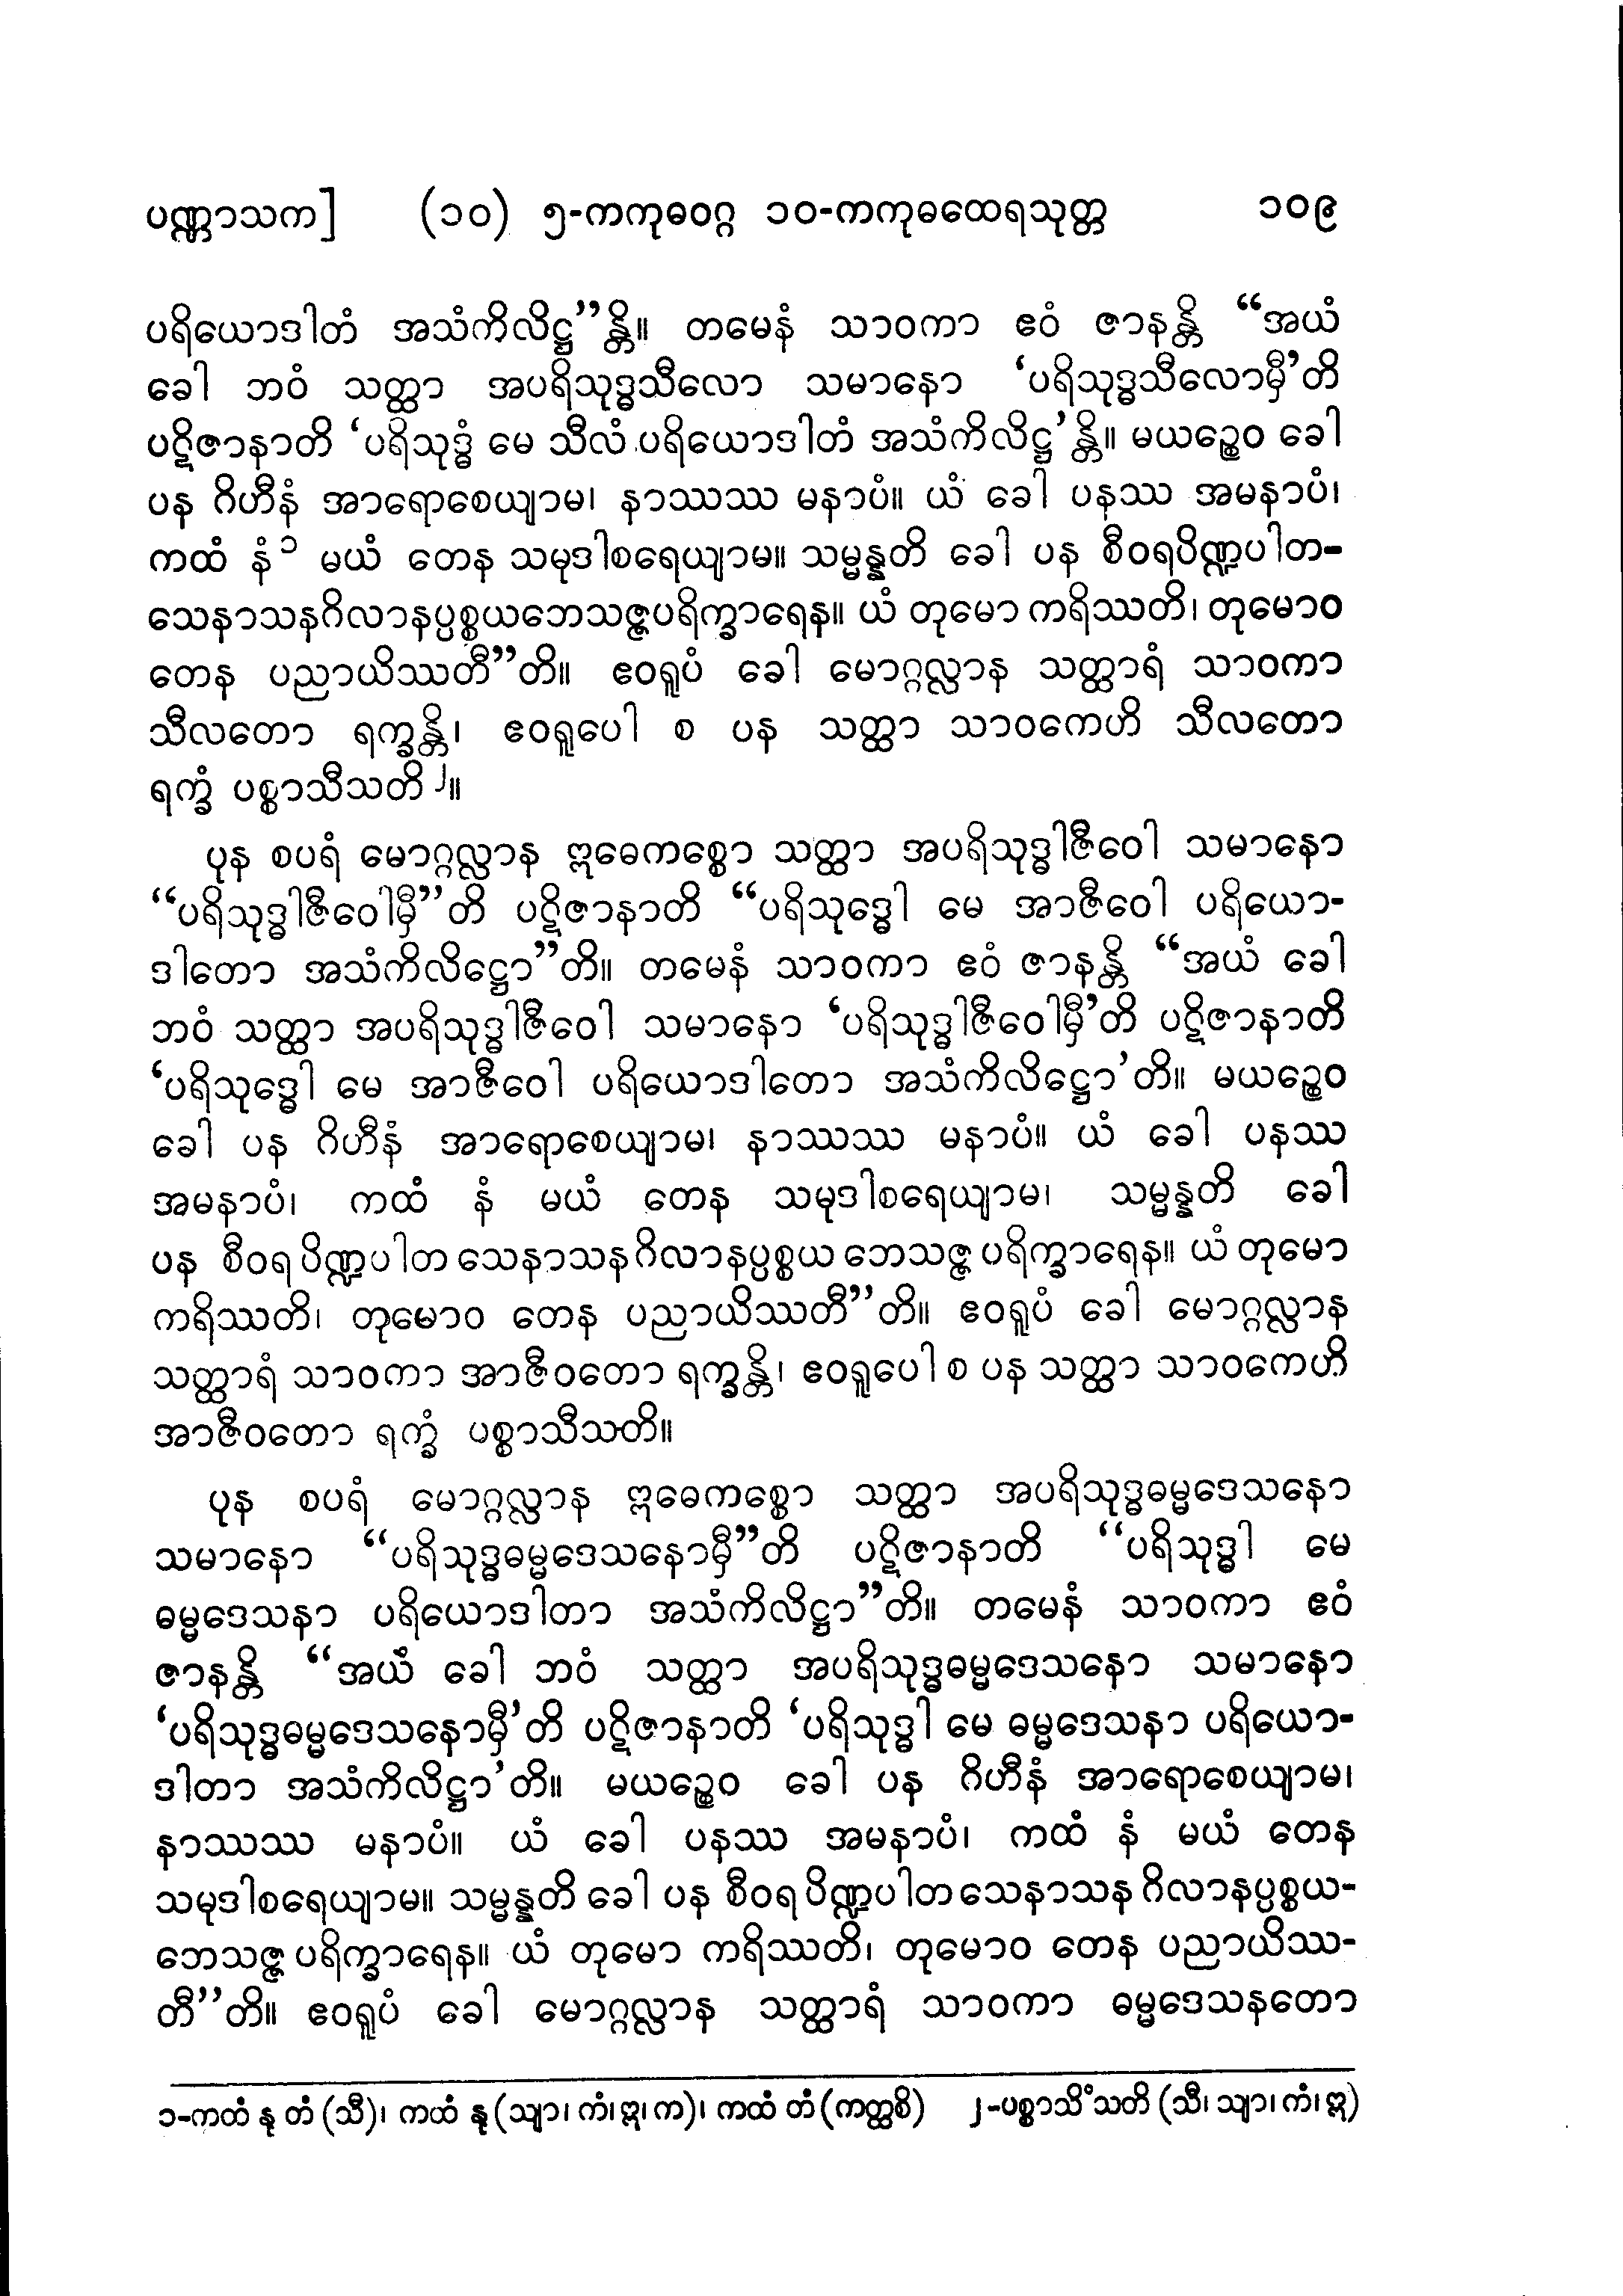 ပဏ္ဏာသက] (၁၀) ၅-ကကုဓဝဂ္ဂ ၁၀-ကကုဓထေရသုတ္တ ၁၀၉
ပရိယောဒါတံ အသံကိလိဋ္ဌ”န္တိ။ တမေနံ သာဝကာ ဧဝံ ဇာနန္တိ “အယံ
ခေါ ဘဝံ သတ္ထာ အပရိသုဒ္ဓသီလော သမာနော ‘ပရိသုဒ္ဓသီလောမှီ’တိ
ပဋိဇာနာတိ ‘ပရိသုဒ္ဓံ မေ သီလံ ပရိယောဒါတံ အသံကိလိဋ္ဌ’န္တိ။ မယဉ္စေဝ ခေါ
ပန ဂိဟီနံ အာရောစေယျာမ၊ နာဿဿ မနာပံ။ ယံ ခေါ ပနဿ အမနာပံ၊
ကထံ နံ၁ မယံ တေန သမုဒါစရေယျာမ။ သမ္မန္နတိ ခေါ ပန စီဝရပိဏ္ဍပါတ-
သေနာသနဂိလာနပ္ပစ္စယဘေသဇ္ဇပရိက္ခာရေန။ ယံ တုမော ကရိဿတိ၊ တုမောဝ
တေန ပညာယိဿတီ”တိ။ ဧဝရူပံ ခေါ မောဂ္ဂလ္လာန သတ္ထာရံ သာဝကာ
သီလတော ရက္ခန္တိ၊ ဧဝရူပေါ စ ပန သတ္ထာ သာဝကေဟိ သီလတော
ရက္ခံ ပစ္စာသီသတိ၂။
ပုန စပရံ မောဂ္ဂလ္လာန ဣဓေကစ္စော သတ္ထာ အပရိသုဒ္ဓါဇီဝေါ သမာနော
“ပရိသုဒ္ဓါဇီဝေါမှီ”တိ ပဋိဇာနာတိ “ပရိသုဒ္ဓေါ မေ အာဇီဝေါ ပရိယော-
ဒါတော အသံကိလိဋ္ဌော”တိ။ တမေနံ သာဝကာ ဧဝံ ဇာနန္တိ “အယံ ခေါ
ဘဝံ သတ္ထာ အပရိသုဒ္ဓါဇီဝေါ သမာနော ‘ပရိသုဒ္ဓါဇီဝေါမှီ’တိ ပဋိဇာနာတိ
‘ပရိသုဒ္ဓေါ မေ အာဇီဝေါ ပရိယောဒါတော အသံကိလိဋ္ဌော’တိ။ မယဉ္စေဝ
ခေါ ပန ဂိဟီနံ အာရောစေယျာမ၊ နာဿဿ မနာပံ။ ယံ ခေါ ပနဿ
အမနာပံ၊ ကထံ နံ မယံ တေန သမုဒါစရေယျာမ၊ သမ္မန္နတိ ခေါ
ပန စီဝရပိဏ္ဍပါတသေနာသနဂိလာနပ္ပစ္စယဘေသဇ္ဇပရိက္ခာရေန။ ယံ တုမော
ကရိဿတိ၊ တုမောဝ တေန ပညာယိဿတီ”တိ။ ဧဝရူပံ ခေါ မောဂ္ဂလ္လာန
သတ္ထာရံ သာဝကာ အာဇီဝတော ရက္ခန္တိ၊ ဧဝရူပေါ စ ပန သတ္ထာ သာဝကေဟိ
အာဇီဝတော ရက္ခံ ပစ္စာသီသတိ။
ပုန စပရံ မောဂ္ဂလ္လာန ဣဓေကစ္စော သတ္ထာ အပရိသုဒ္ဓဓမ္မဒေသနော
သမာနော “ပရိသုဒ္ဓဓမ္မဒေသနောမှီ”တိ ပဋိဇာနာတိ “ပရိသုဒ္ဓါ မေ
ဓမ္မဒေသနာ ပရိယောဒါတာ အသံကိလိဋ္ဌာ”တိ။ တမေနံ သာဝကာ ဧဝံ
ဇာနန္တိ “အယံ ခေါ ဘဝံ သတ္ထာ အပရိသုဒ္ဓဓမ္မဒေသနော သမာနော
‘ပရိသုဒ္ဓဓမ္မဒေသနောမှီ’တိ ပဋိဇာနာတိ ‘ပရိသုဒ္ဓါ မေ ဓမ္မဒေသနာ ပရိယော-
ဒါတာ အသံကိလိဋ္ဌာ’တိ။ မယဉ္စေဝ ခေါ ပန ဂိဟီနံ အာရောစေယျာမ၊
နာဿဿ မနာပံ။ ယံ ခေါ ပနဿ အမနာပံ၊ ကထံ နံ မယံ တေန
သမုဒါစရေယျာမ။ သမ္မန္နတိ ခေါ ပန စီဝရပိဏ္ဍပါတသေနာသနဂိလာနပ္ပစ္စယ-
ဘေသဇ္ဇပရိက္ခာရေန။ ယံ တုမော ကရိဿတိ၊ တုမောဝ တေန ပညာယိဿ-
တီ”တိ။ ဧဝရူပံ ခေါ မောဂ္ဂလ္လာန သတ္ထာရံ သာဝကာ ဓမ္မဒေသနတော
၁-ကထံ နု တံ (သီ)၊ ကထံ နု (သျာ၊ ကံ၊ ဣ၊ က)၊ ကထံ တံ (ကတ္ထစိ) ၂-ပစ္စာသိံသတိ (သီ၊ သျာ၊ ကံ၊ ဣ)